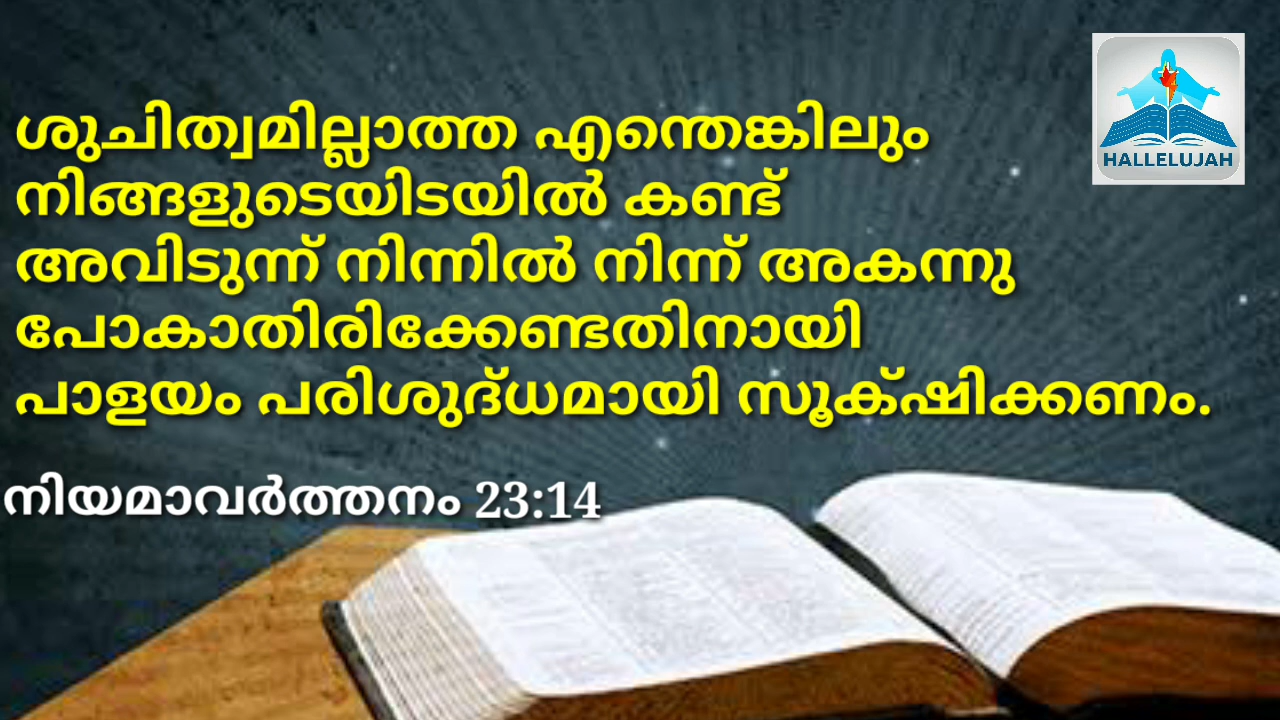 ശുചിത്വമില്ലാത്ത എന്തെങ്കിലും
നിങ്ങളുടെയിടയിൽ കണ്ട്
അവിടുന്ന് നിന്നിൽ നിന്ന് അകന്നു
പോകാതിരിക്കേണ്ടതിനായി
പാളയം പരിശുദ്‌ധമായി സൂക്‌ഷിക്കണം.
നിയമാവർത്തനം 23:14
HALLELUJAH